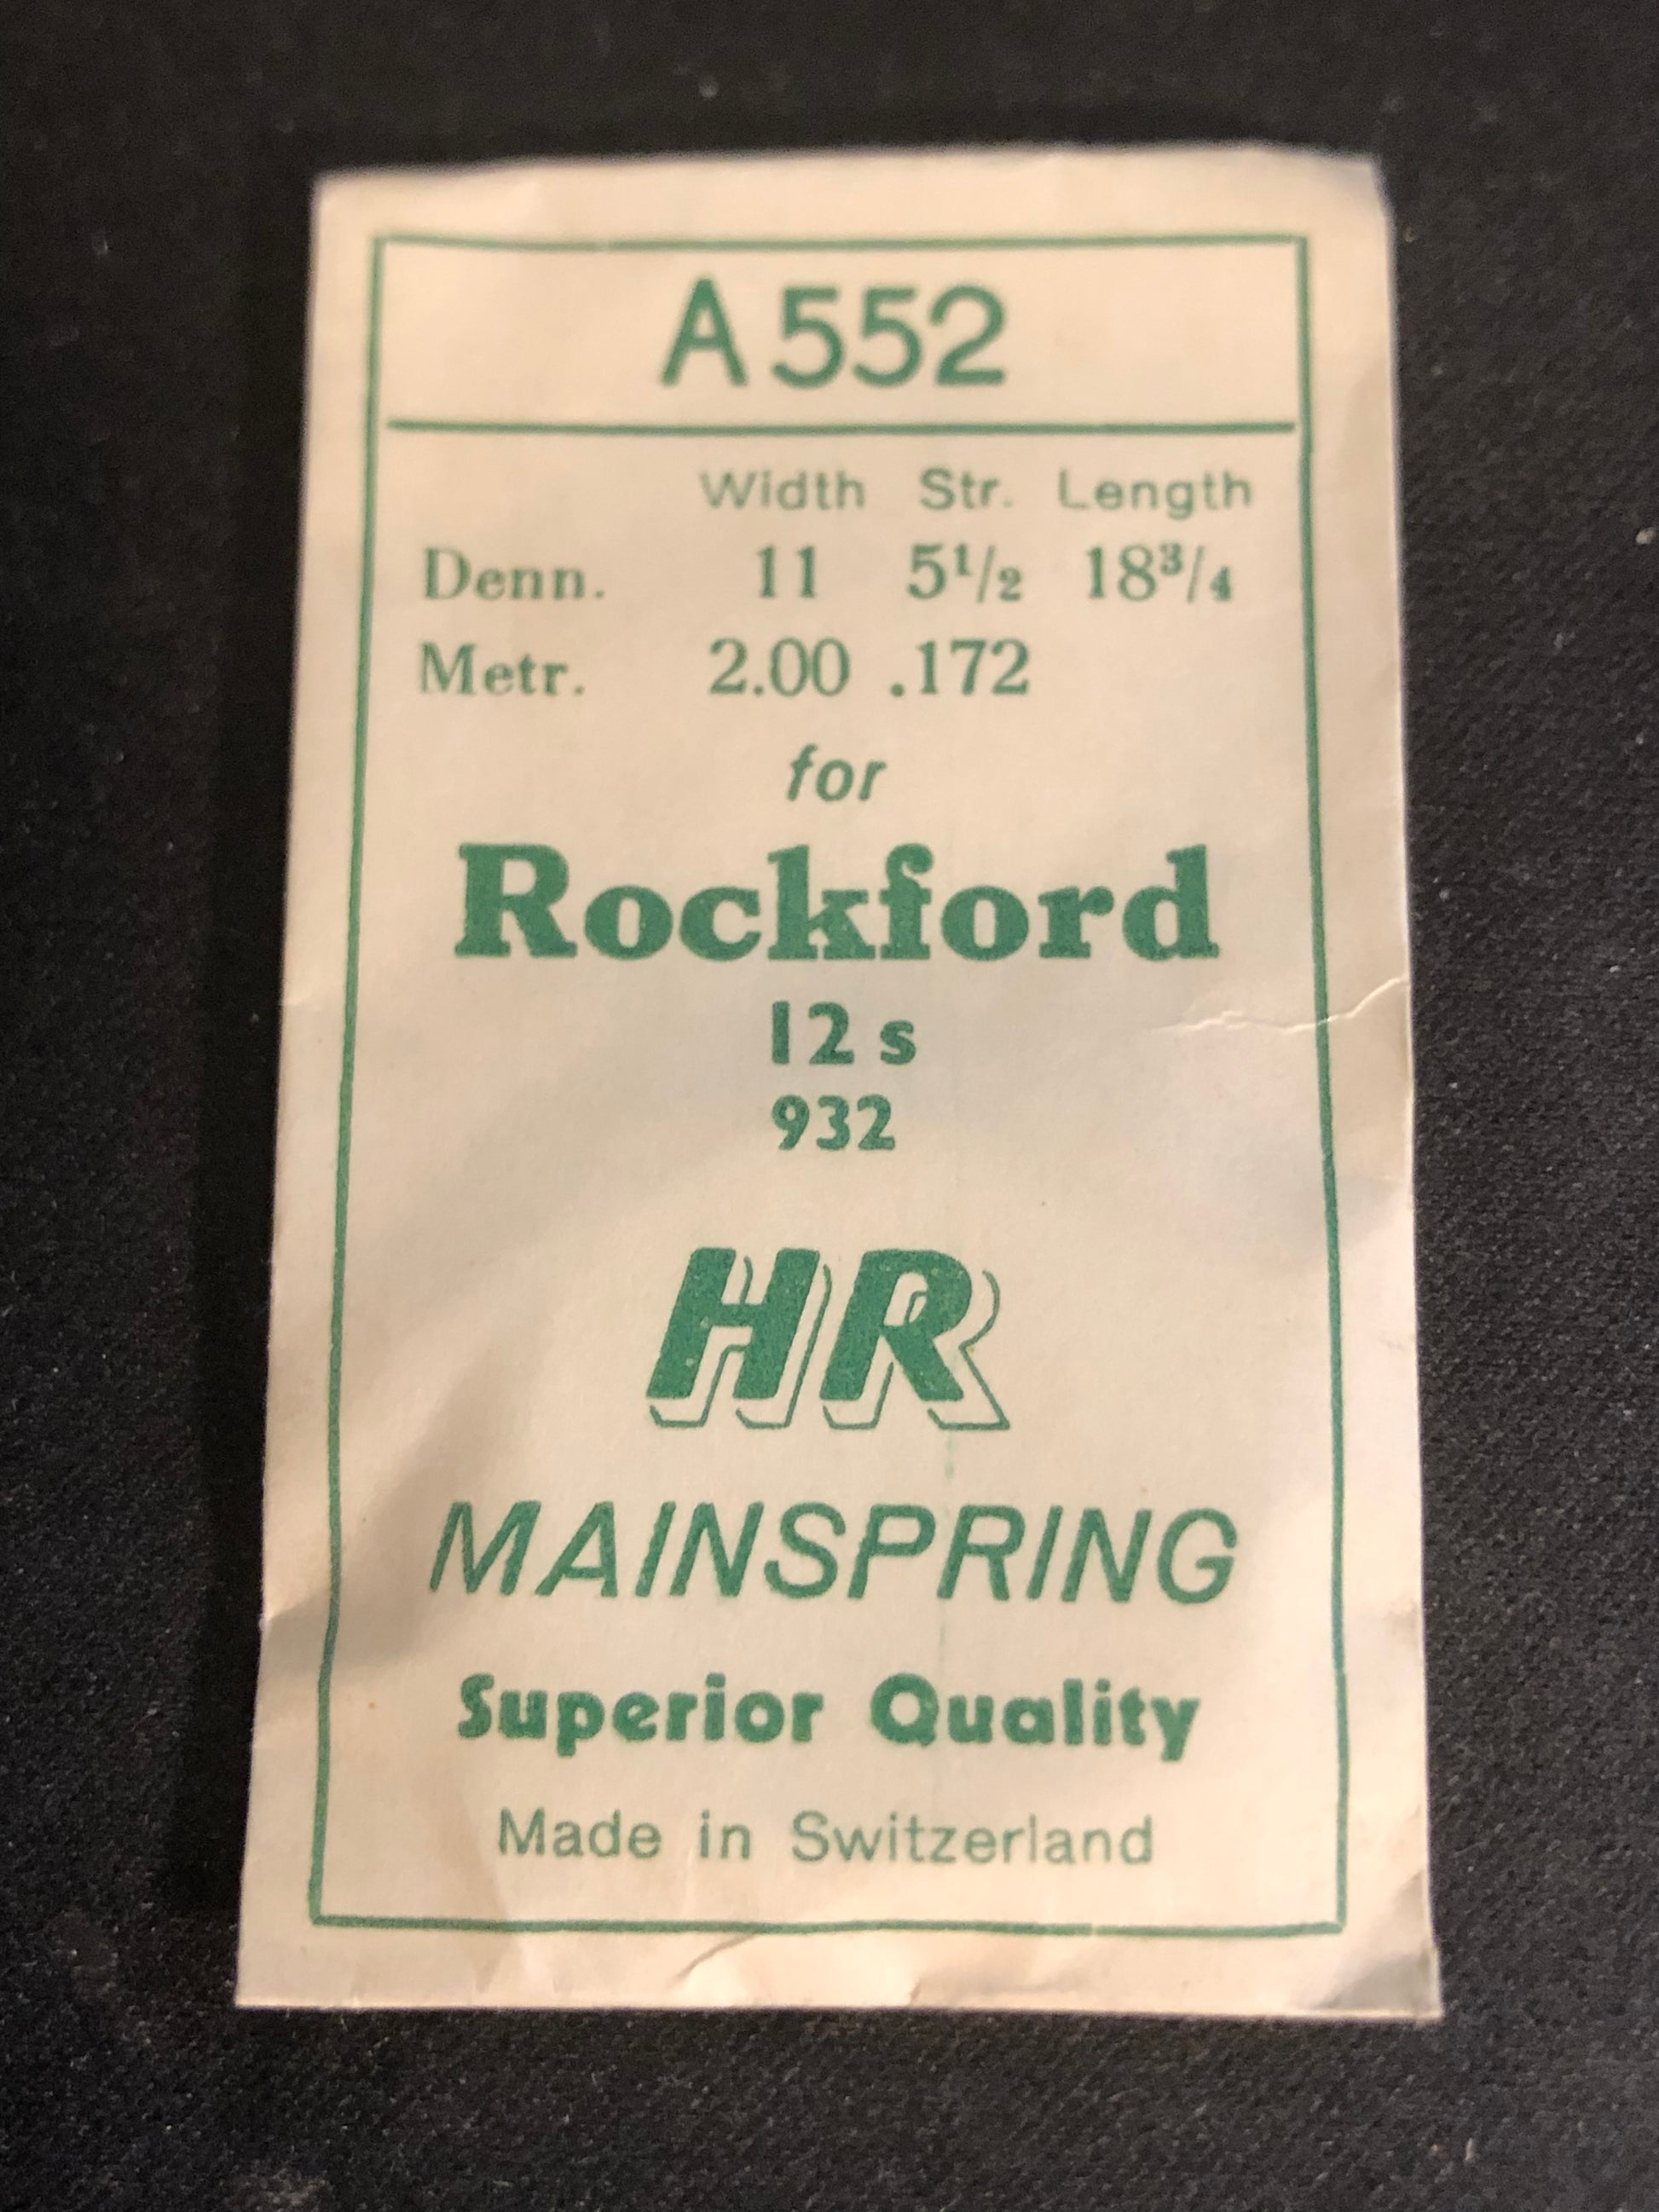 A552
Width Str. Length
Denn. 11 5½ 18¾
Metr. 2.00 .172
for
Rockford
12 s
932
HR
MAINSPRING
Superior Quality
Made in Switzerland